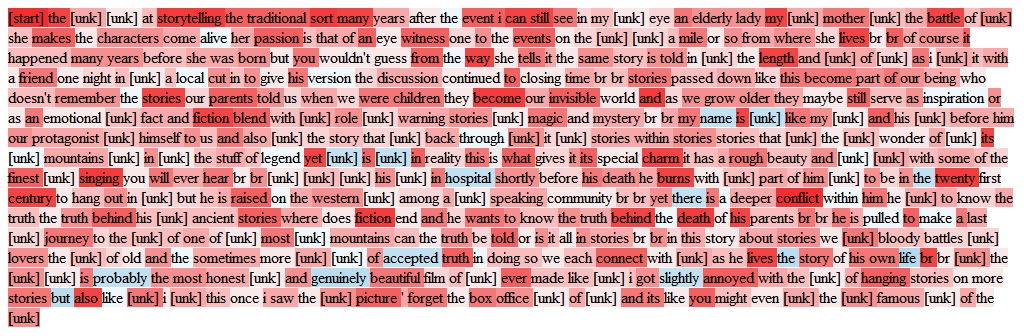 [start] the [unk] [unk] at storytelling the traditional sort many years after the event i can still see in my [unk] eye an elderly lady my [unk] mother [unk] the battle of [unk]
she makes the characters come alive her passion is that of an eye witness one to the events on the [unk] [unk] a mile or so from where she lives br br of course it
happened many years before she was born but you wouldn't guess from the way she tells it the same story is told in [unk] the length and [unk] of [unk] as i [unk] it with
a friend one night in [unk] a local cut in to give his version the discussion continued to closing time br br stories passed down like this become part of our being who
doesn't remember the stories our parents told us when we were children they become our invisible world and as we grow older they maybe still serve as inspiration or
as an emotional [unk] fact and fiction blend with [unk] role [unk] warning stories [unk] magic and mystery br br my name is [unk] like my [unk] and his [unk] before him
our protagonist [unk] himself to us and also [unk] the story that [unk] back through [unk] it [unk] stories within stories stories that [unk] the [unk] wonder of [unk] its
[unk] mountains [unk] in [unk] the stuff of legend yet [unk] is [unk] in reality this is what gives it its special charm it has a rough beauty and [unk] [unk] with some of the
finest [unk] singing you will ever hear br br [unk] [unk] [unk] his [unk] in hospital shortly before his death he burns with [unk] part of him [unk] to be in the twenty first
century to hang out in [unk] but he is raised on the western [unk] among a [unk] speaking community br br yet there is a deeper conflict within him he [unk] to know the
truth the truth behind his [unk] ancient stories where does fiction end and he wants to know the truth behind the death of his parents br br he is pulled to make a last
[unk] journey to the [unk] of one of [unk] most [unk] mountains can the truth be told or is it all in stories br br in this story about stories we [unk] bloody battles [unk]
lovers the [unk] of old and the sometimes more [unk] [unk] of accepted truth in doing so we each connect with [unk] as he lives the story of his own life br br [unk] the
[unk] [unk] is probably the most honest [unk] and genuinely beautiful film of [unk] ever made like [unk] i got slightly annoyed with the [unk] of hanging stories on more
stories but also like [unk] i [unk] this once i saw the [unk] picture ' forget the box office [unk] of [unk] and its like you might even [unk] the [unk] famous [unk] of the
[unk]